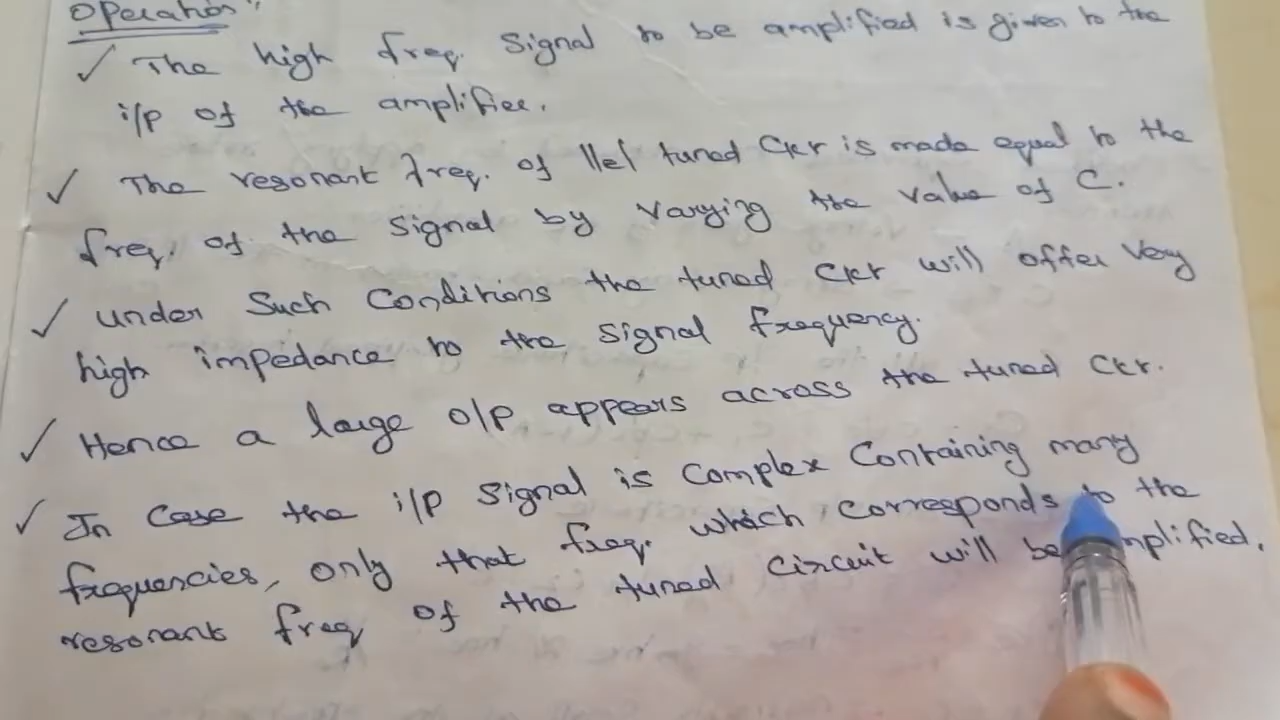 Operation:
✓ The high freq. Signal to be amplified is given to the
i/p of the amplifier.
✓ The resonant freq. of llel tuned Ckt is made equal to the
freq. of the Signal by varying the value of C.
✓ under Such Conditions the tuned Ckt will offer Very
high impedance to the Signal frequency.
✓ Hence a large o/p appears across the tuned Ckt.
✓ In Case the i/p Signal is Complex Containing many
frequencies, only that freq. which corresponds to the
resonant freq of the tuned circuit will be amplified.